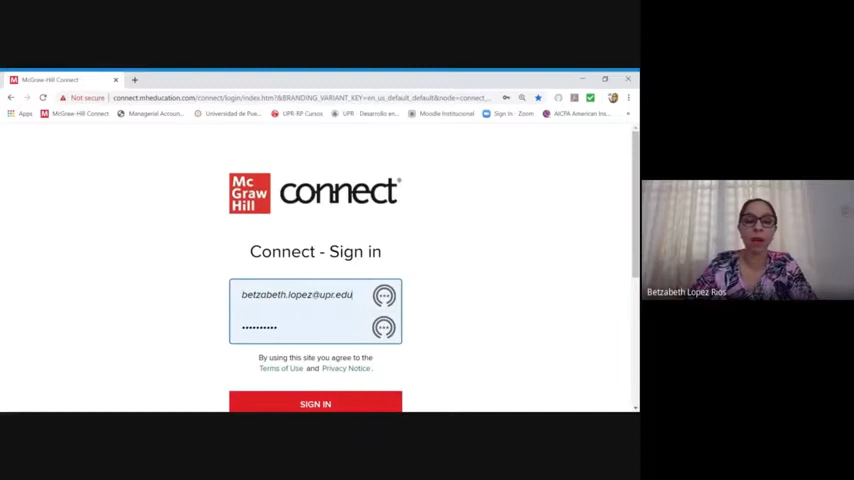 McGraw-Hill Connect
Not secure
connect.mheducation.com/connect/login/index.htm?&BRANDING_VARIANT_KEY=en_us_default_default&node=connect_...
Apps McGraw-Hill Connect Managerial Accoun... Universidad de Pue... UPR-RP Cursos UPR - Desarrollo en... Moodle Institucional Sign In - Zoom AICPA American Ins...
Mc
Graw
Hill
connect
Connect - Sign in
betzabeth.lopez@upr.edu
By using this site you agree to the
Terms of Use and Privacy Notice.
SIGN IN
Betzabeth Lopez Rios